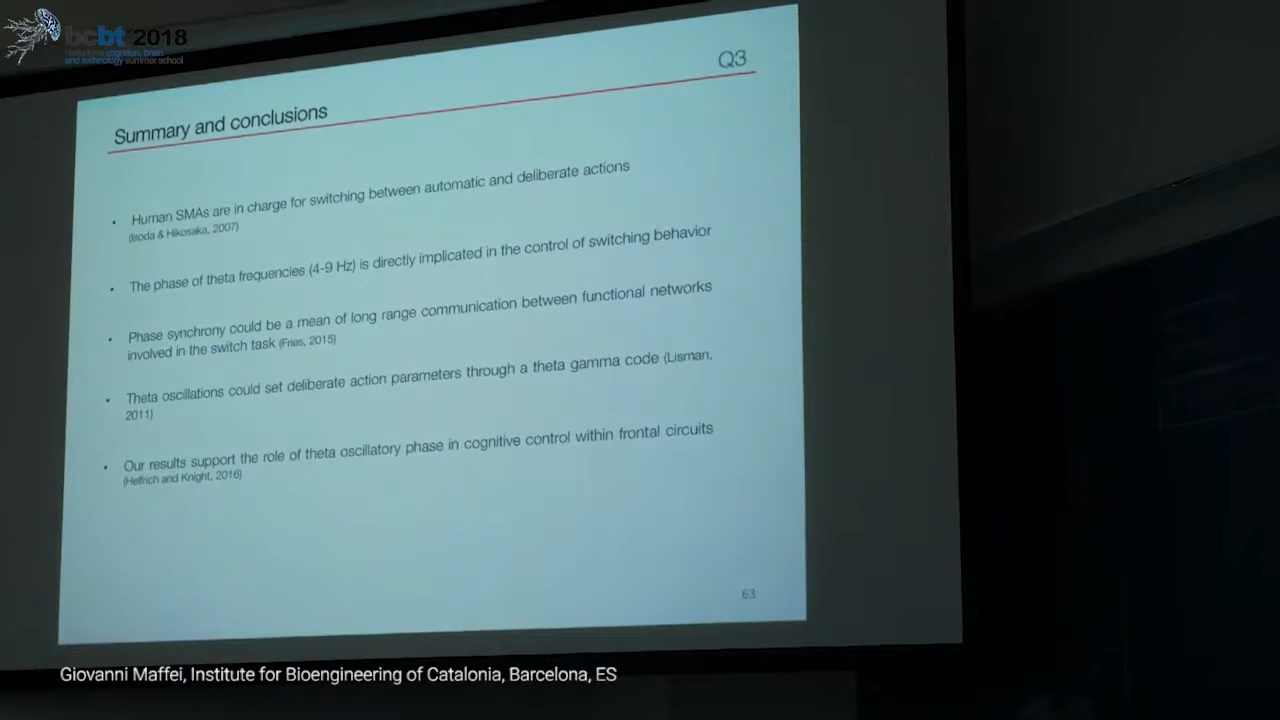 bcbt 2018
cognition, brain
and technology summer school
Q3
Summary and conclusions
• Human SMAs are in charge for switching between automatic and deliberate actions
(Isoda & Hikosaka, 2007)
• The phase of theta frequencies (4-9 Hz) is directly implicated in the control of switching behavior
• Phase synchrony could be a mean of long range communication between functional networks
involved in the switch task (Fries, 2015)
• Theta oscillations could set deliberate action parameters through a theta gamma code (Lisman,
2011)
• Our results support the role of theta oscillatory phase in cognitive control within frontal circuits
(Helfrich and Knight, 2016)
63
Giovanni Maffei, Institute for Bioengineering of Catalonia, Barcelona, ES